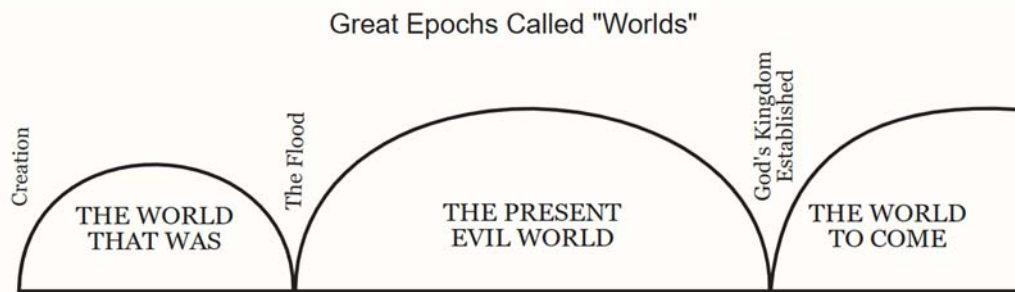 Great Epochs Called "Worlds"
Creation
THE WORLD
THAT WAS
The Flood
THE PRESENT
EVIL WORLD
God's Kingdom
Established
THE WORLD
TO COME